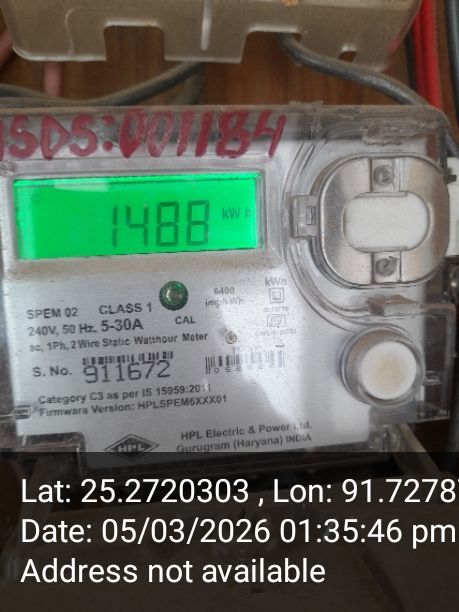 SDS:001184
1488 kWh
SPEM 02 CLASS 1
240V, 50 Hz, 5-30A CAL
6400 imp/kWh
kWh
ac, 1Ph, 2 Wire Static Watthour Meter
S. No. 911672
Category C3 as per IS 15959:2011
Firmware Version: HPLSPEM6XXX01
HPL
HPL Electric & Power Ltd.
Gurugram (Haryana) INDIA
Lat: 25.2720303 , Lon: 91.7278
Date: 05/03/2026 01:35:46 pm
Address not available